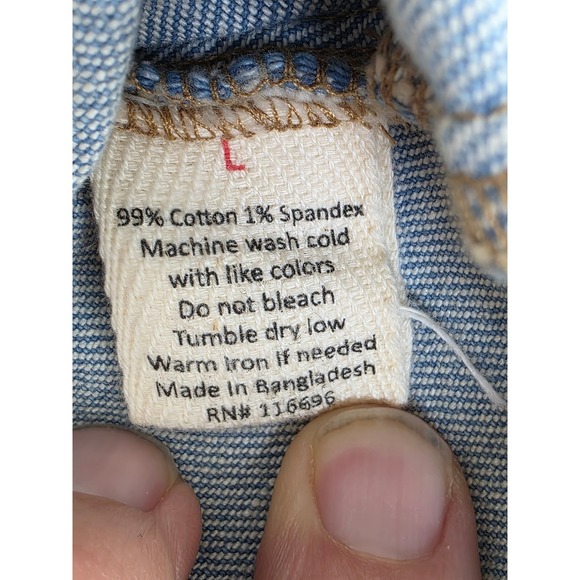 L
99% Cotton 1% Spandex
Machine wash cold
with like colors
Do not bleach
Tumble dry low
Warm Iron If needed
Made In Bangladesh
RN# 116696